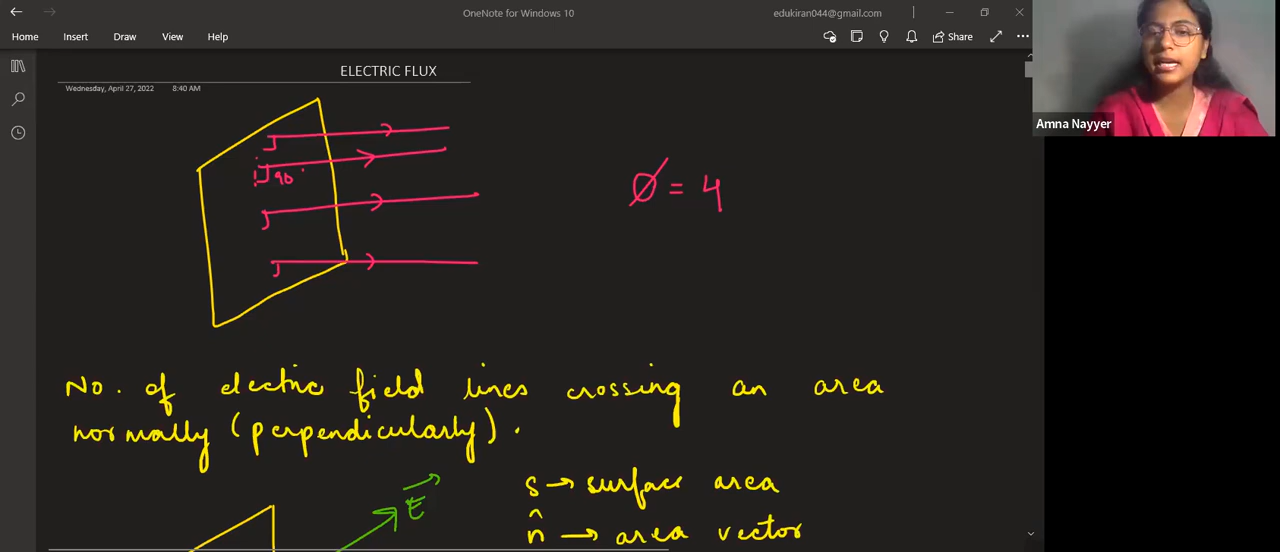 OneNote for Windows 10
edukiran044@gmail.com
Home Insert Draw View Help
Share
ELECTRIC FLUX
Wednesday, April 27, 2022 8:40 AM
Amna Nayyer
90°
Ø = 4
No. of electric field lines crossing an area
normally (perpendicularly).
E
s → surface area
n̂ → area vector